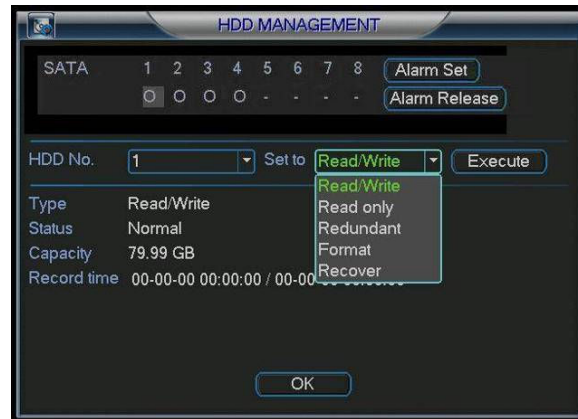 HDD MANAGEMENT
SATA 1 2 3 4 5 6 7 8 Alarm Set
O O O O - - - - Alarm Release
HDD No. 1 Set to Read/Write Execute
Read/Write
Type Read/Write Read only
Status Normal Redundant
Capacity 79.99 GB Format
Recover
Record time 00-00-00 00:00:00 / 00-00
OK